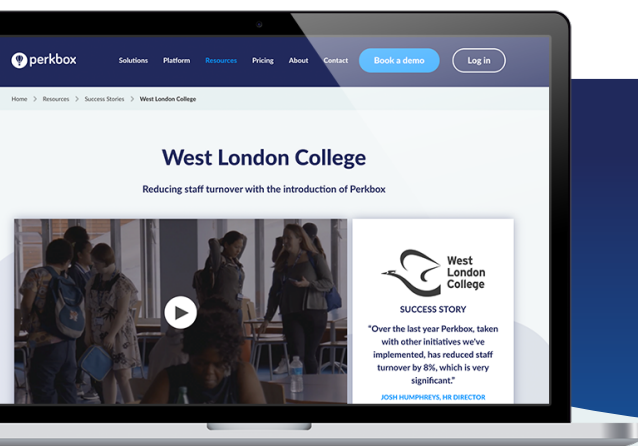 perkbox
Solutions Platform Resources Pricing About Contact Book a demo Log in
Home > Resources > Success Stories > West London College
West London College
Reducing staff turnover with the introduction of Perkbox
West
London
College
SUCCESS STORY
"Over the last year Perkbox, taken
with other initiatives we've
implemented, has reduced staff
turnover by 8%, which is very
significant."
JOSH HUMPHREYS, HR DIRECTOR